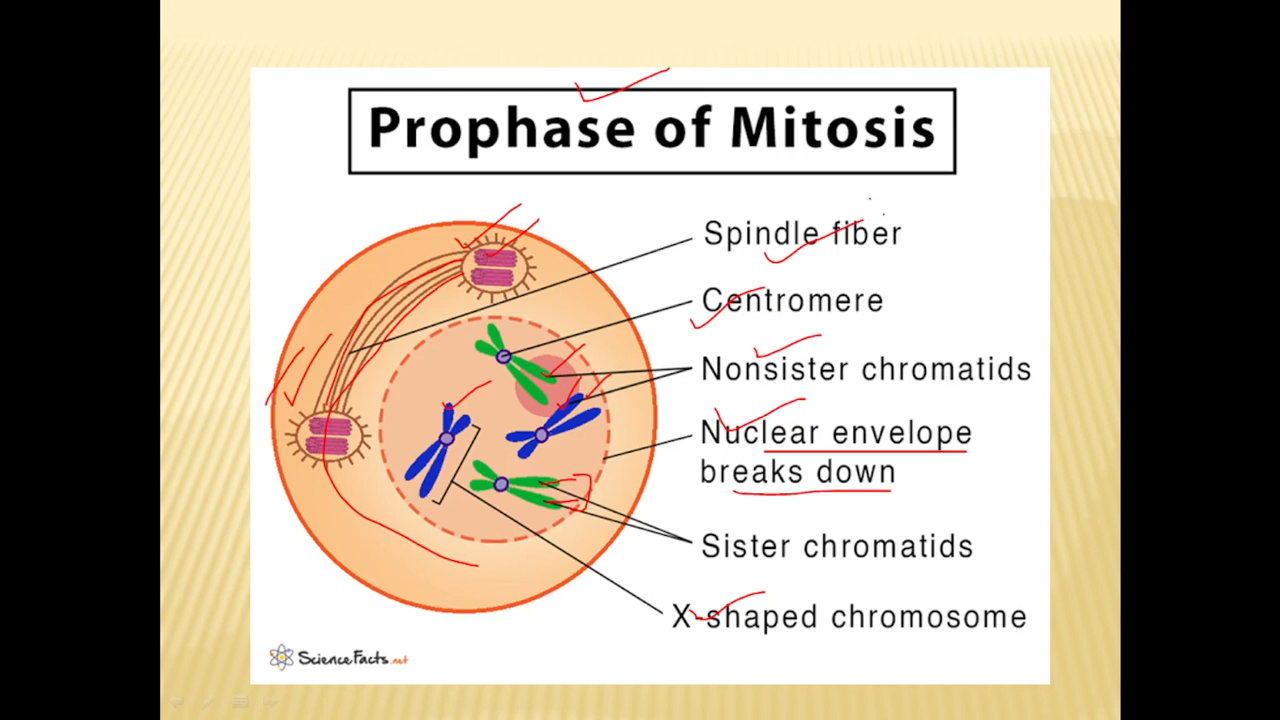 Prophase of Mitosis
Spindle fiber
Centromere
Nonsister chromatids
Nuclear envelope
breaks down
Sister chromatids
X-shaped chromosome
ScienceFacts.net